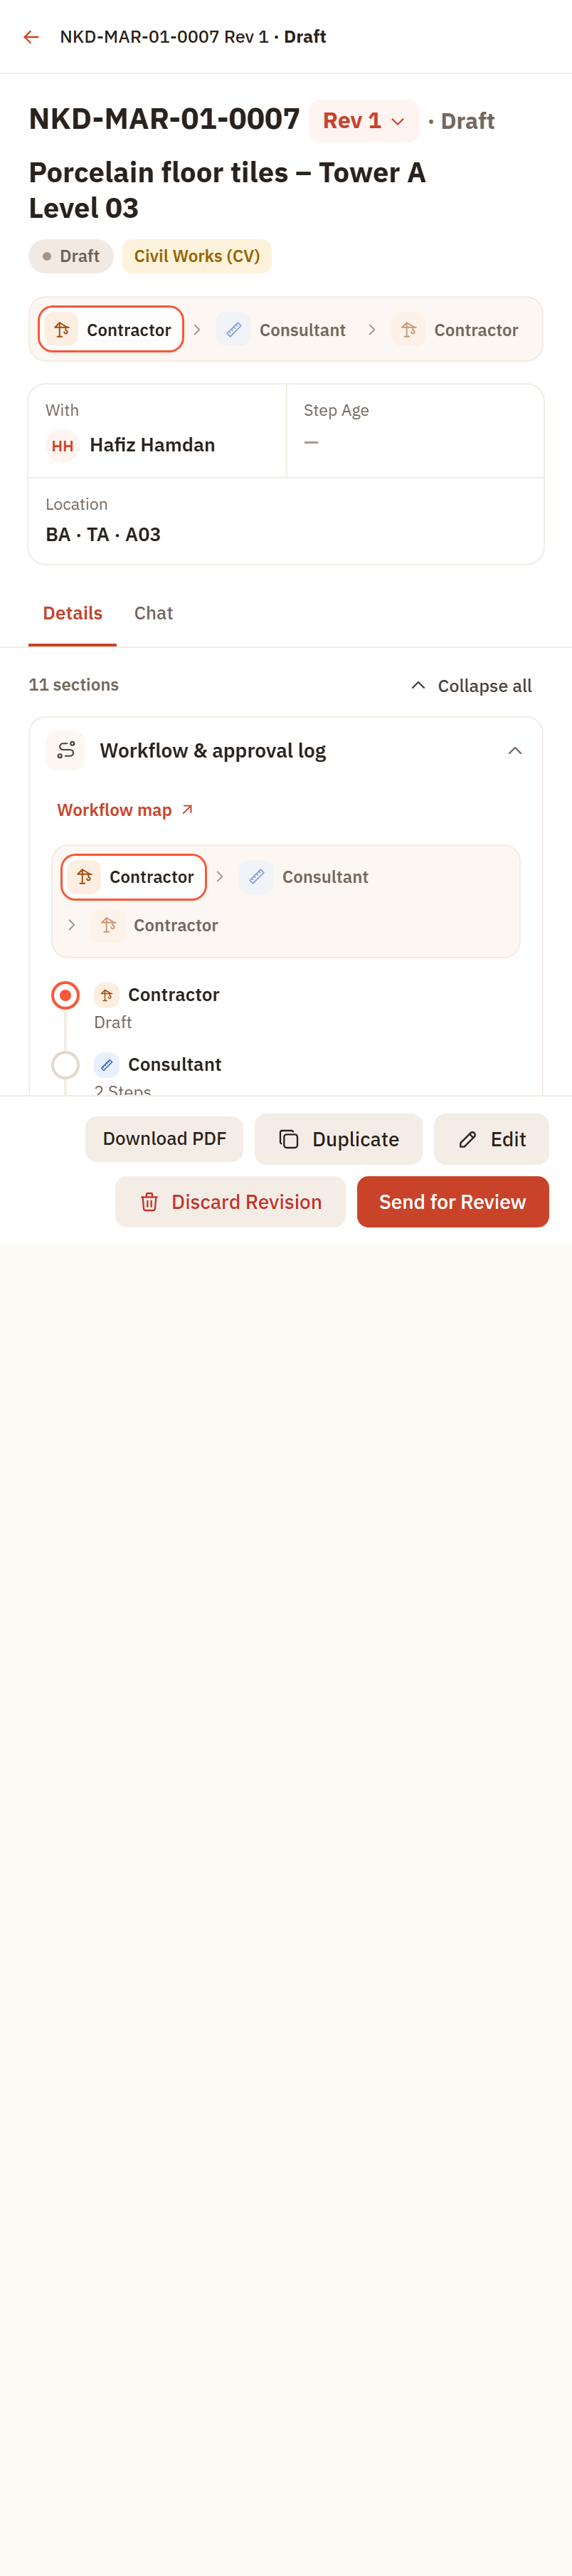 NKD-MAR-01-0007 Rev 1 · Draft
NKD-MAR-01-0007 Rev 1 · Draft
Porcelain floor tiles – Tower A
Level 03
Draft Civil Works (CV)
Contractor Consultant Contractor
With Step Age
HH Hafiz Hamdan —
Location
BA · TA · A03
Details Chat
11 sections Collapse all
Workflow & approval log
Workflow map
Contractor Consultant
Contractor
Contractor
Draft
Consultant
2 Steps
Download PDF Duplicate Edit
Discard Revision Send for Review